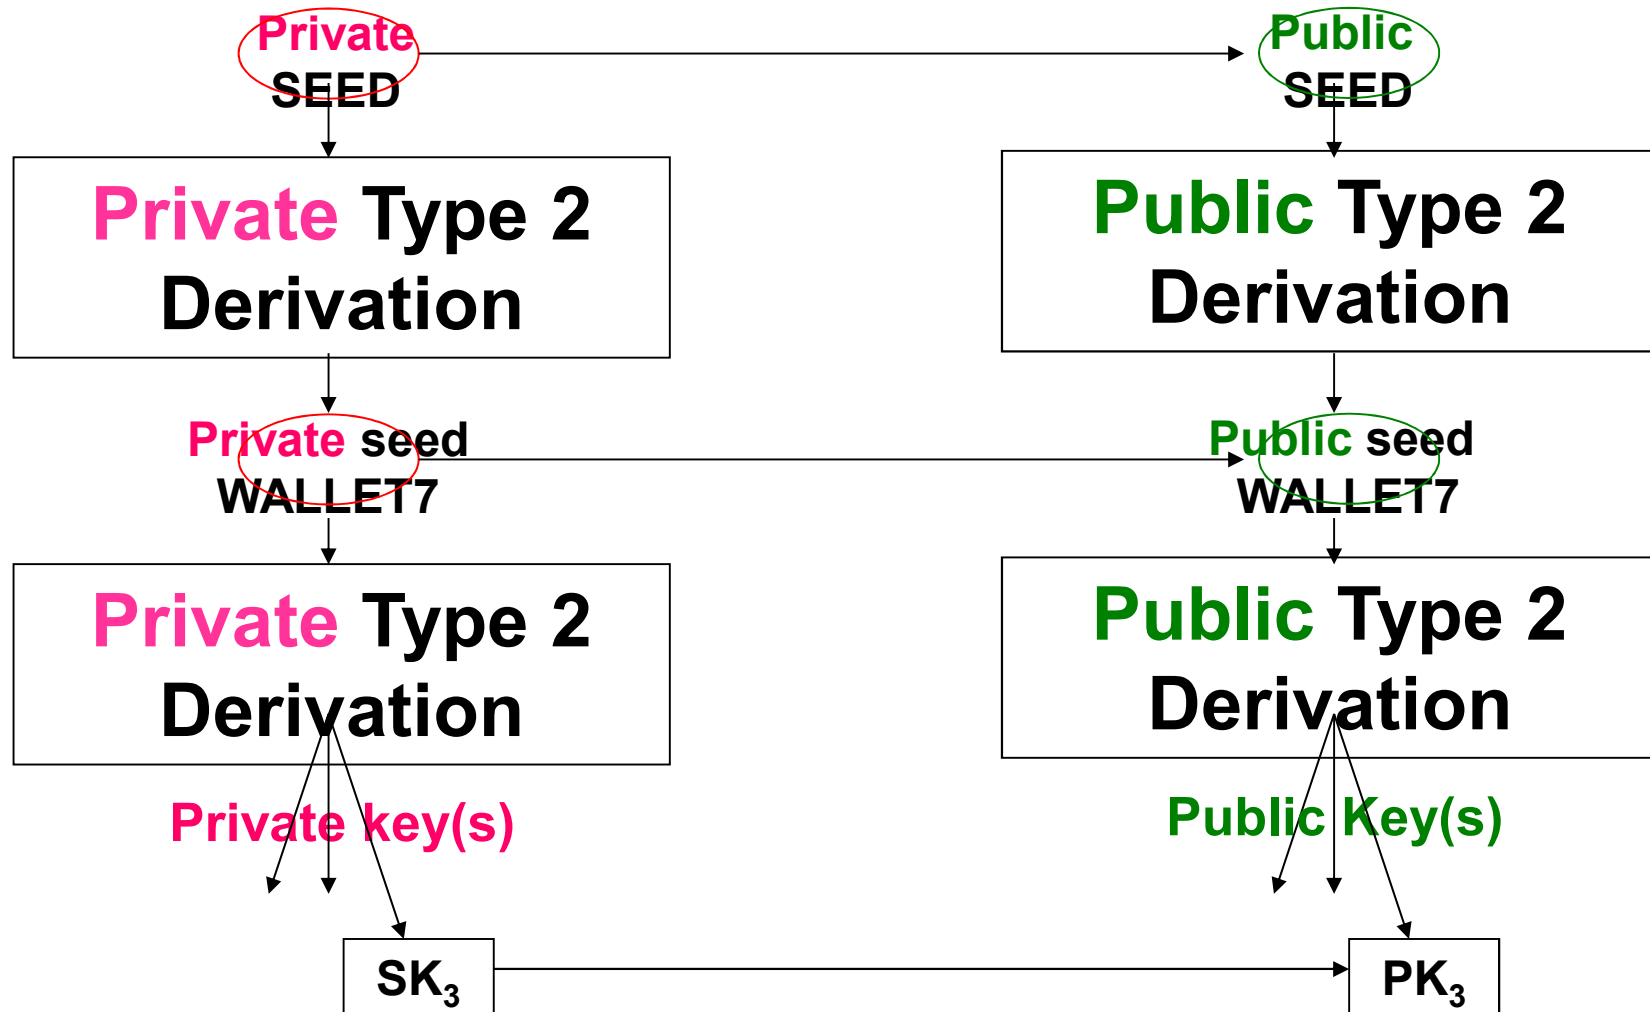 Private
SEED
Public
SEED
Private Type 2
Derivation
Public Type 2
Derivation
Private seed
WALLET7
Public seed
WALLET7
Private Type 2
Derivation
Public Type 2
Derivation
Private key(s)
Public Key(s)
SK₃
PK₃